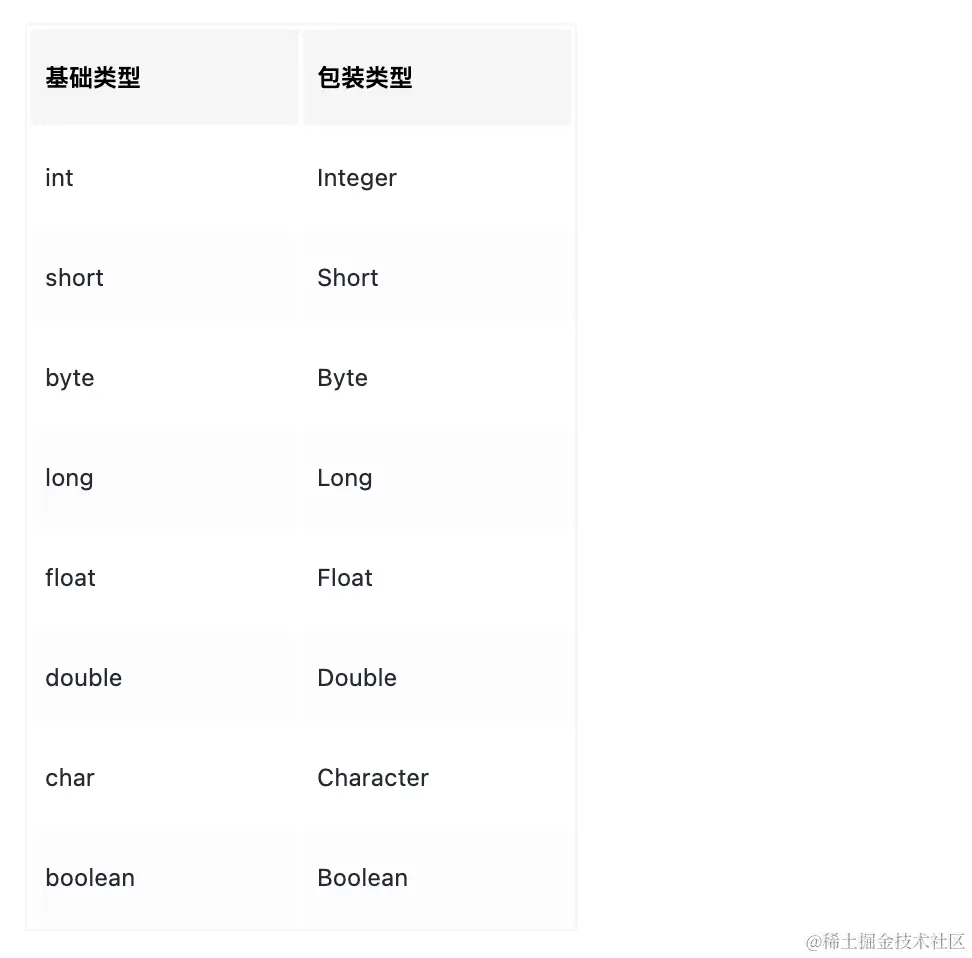 基础类型 包装类型
int Integer
short Short
byte Byte
long Long
float Float
double Double
char Character
boolean Boolean
@稀土掘金技术社区